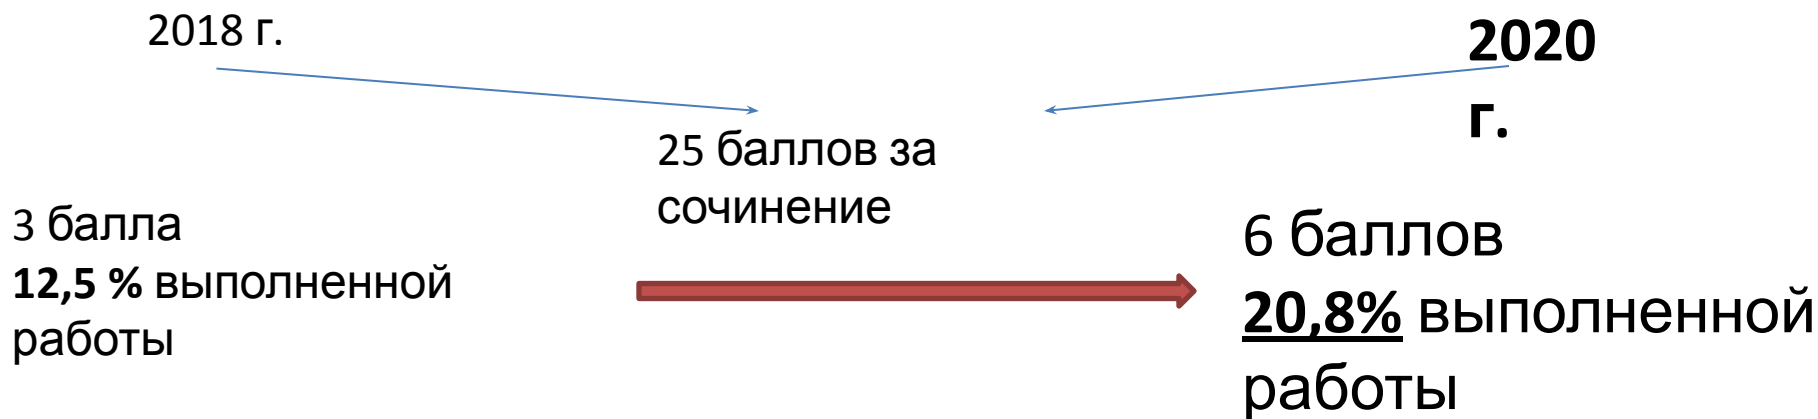 2018 г.
2020
г.
25 баллов за
сочинение
3 балла
12,5 % выполненной
работы
6 баллов
20,8% выполненной
работы